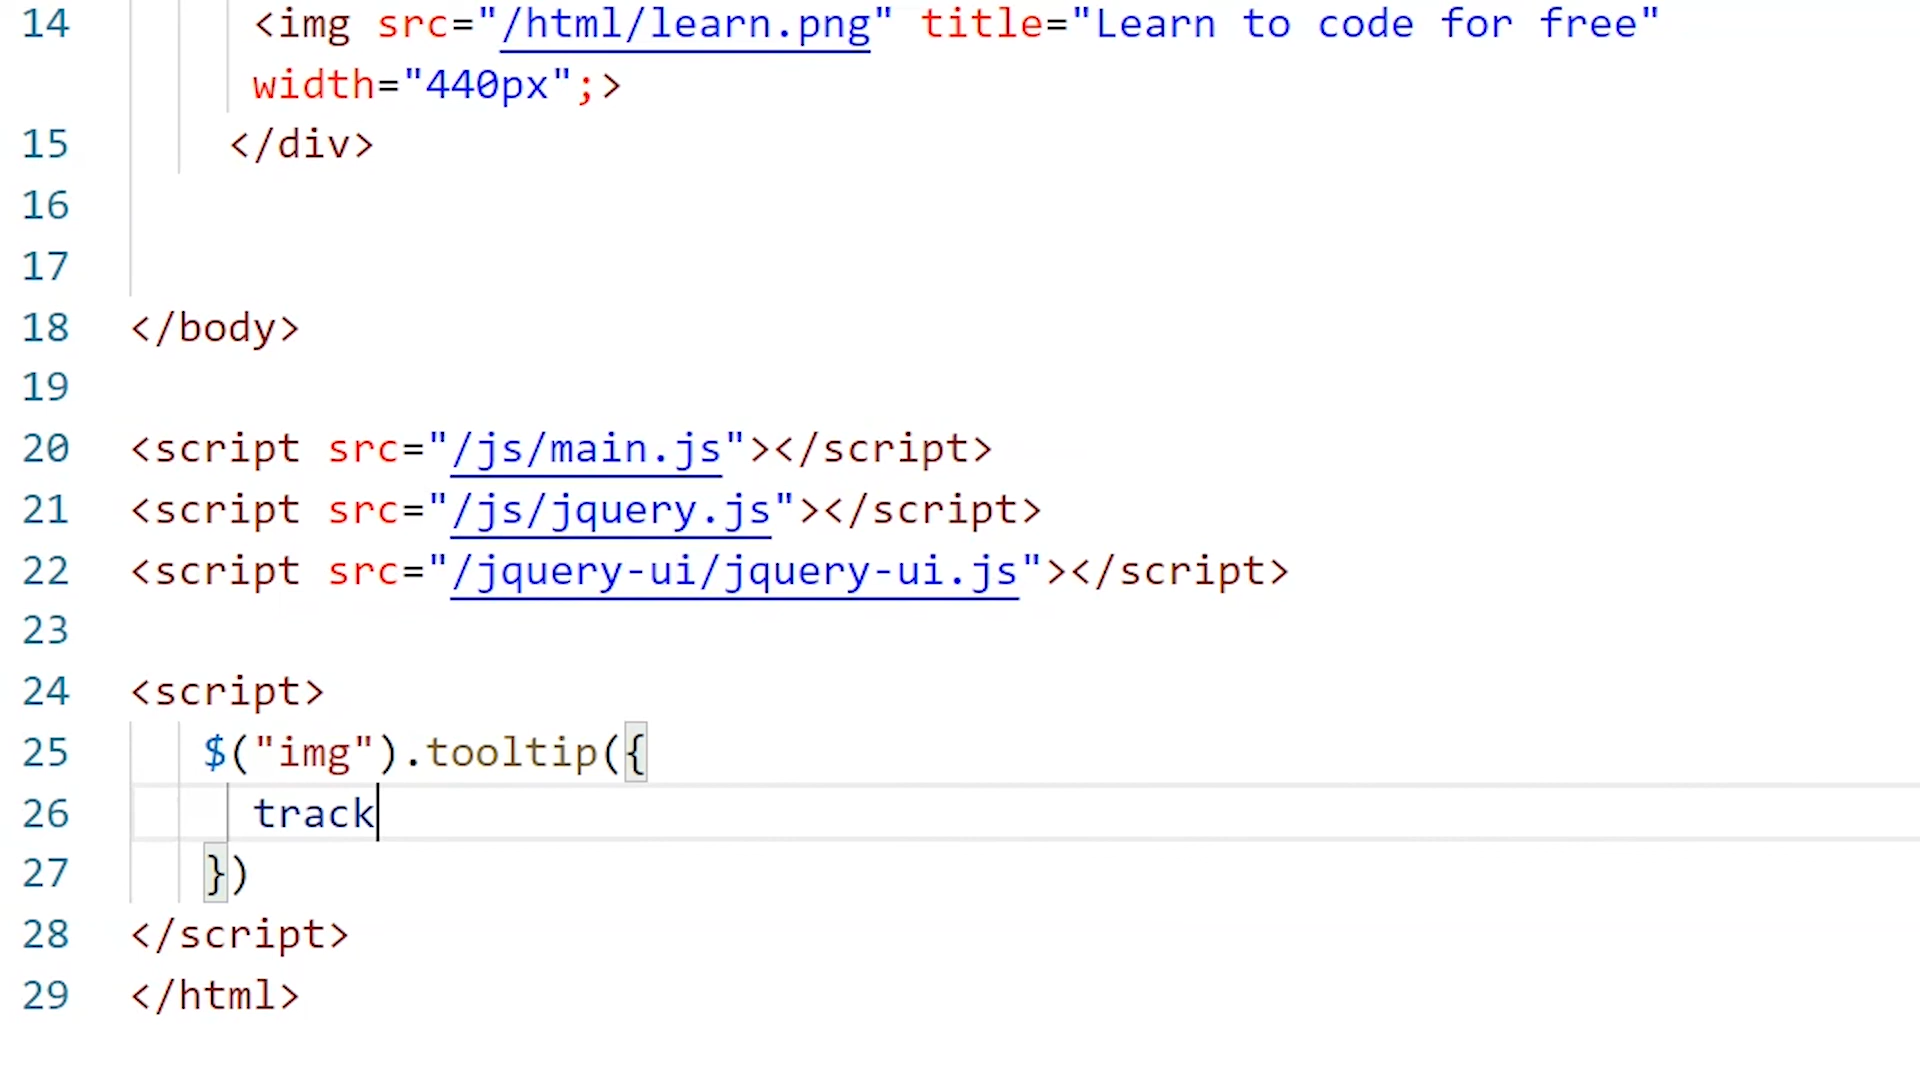 14 <img src="/html/learn.png" title="Learn to code for free"
width="440px";>
15 </div>
16
17
18 </body>
19
20 <script src="/js/main.js"></script>
21 <script src="/js/jquery.js"></script>
22 <script src="/jquery-ui/jquery-ui.js"></script>
23
24 <script>
25 $("img").tooltip({
26 track
27 })
28 </script>
29 </html>